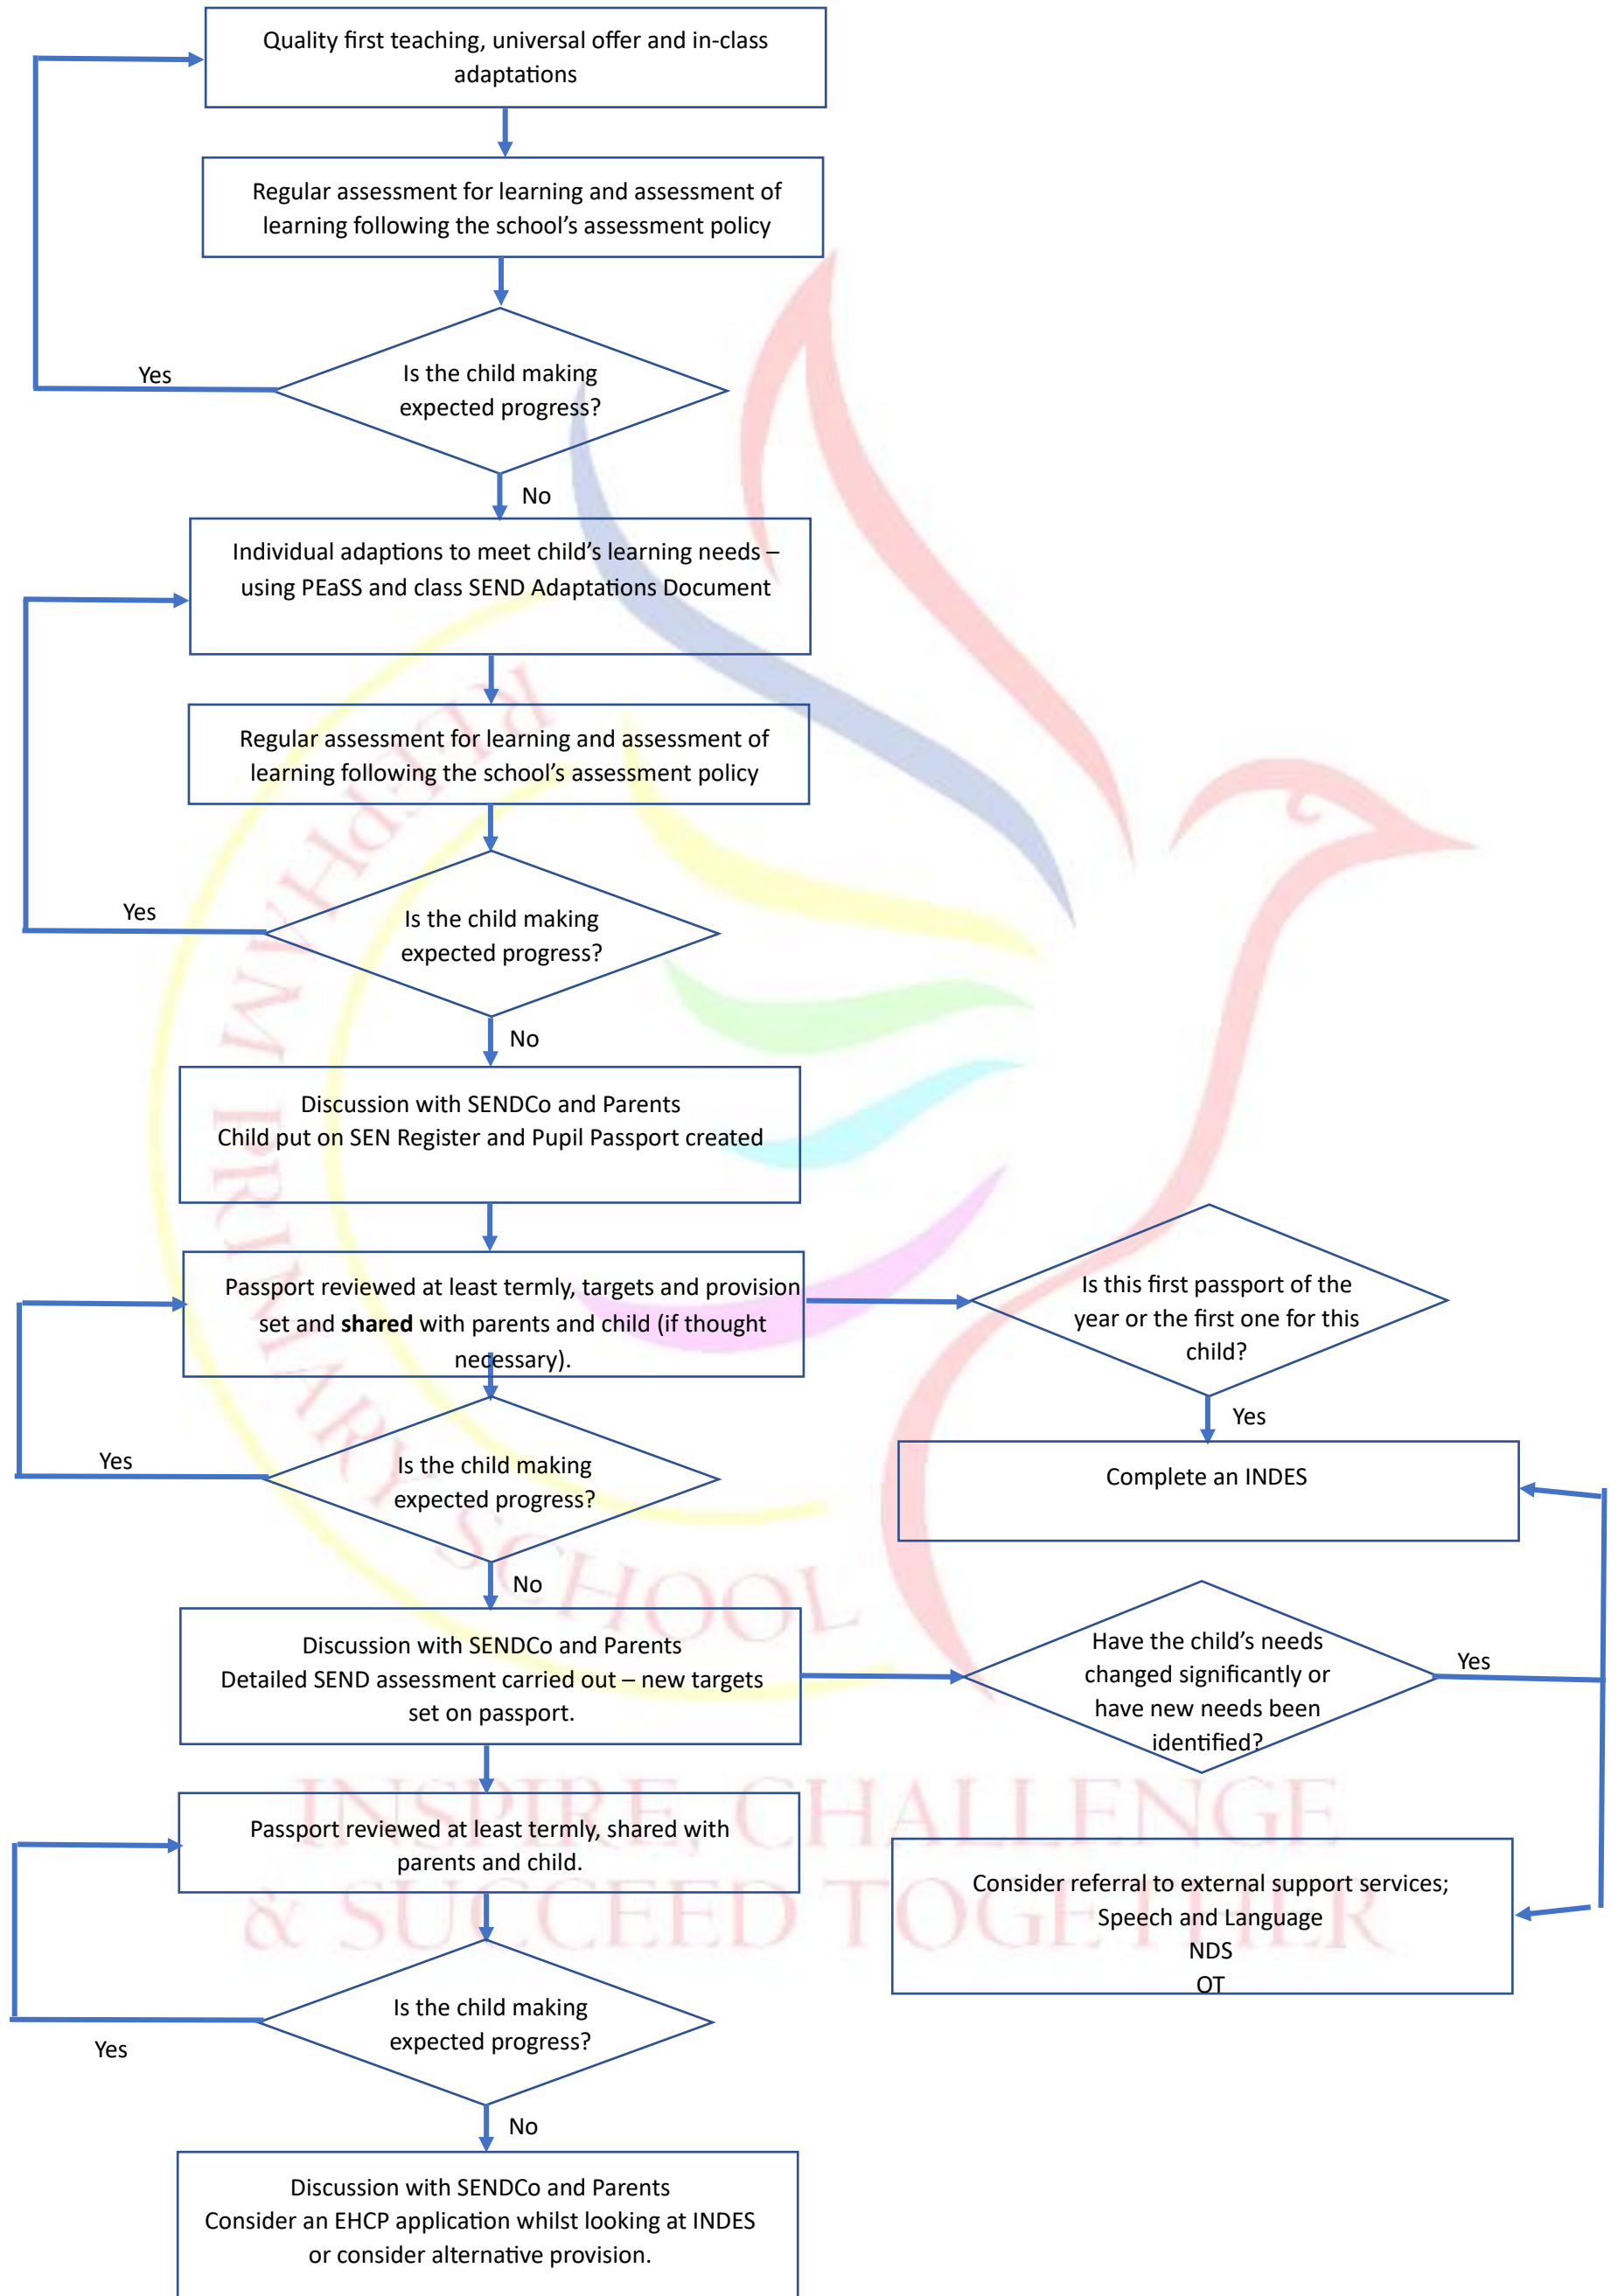 Quality first teaching, universal offer and in-class
adaptations
Regular assessment for learning and assessment of
learning following the school's assessment policy
Is the child making
expected progress?
Yes
No
Individual adaptions to meet child's learning needs –
using PEaSS and class SEND Adaptations Document
Regular assessment for learning and assessment of
learning following the school's assessment policy
Is the child making
expected progress?
Yes
No
Discussion with SENDCo and Parents
Child put on SEN Register and Pupil Passport created
Passport reviewed at least termly, targets and provision
set and shared with parents and child (if thought
necessary).
Is this first passport of the
year or the first one for this
child?
Yes
Complete an INDES
Is the child making
expected progress?
Yes
No
Discussion with SENDCo and Parents
Detailed SEND assessment carried out – new targets
set on passport.
Have the child's needs
changed significantly or
have new needs been
identified?
Yes
Passport reviewed at least termly, shared with
parents and child.
Consider referral to external support services;
Speech and Language
NDS
OT
Is the child making
expected progress?
Yes
No
Discussion with SENDCo and Parents
Consider an EHCP application whilst looking at INDES
or consider alternative provision.
REEPHAM PRIMARY SCHOOL
INSPIRE, CHALLENGE
& SUCCEED TOGETHER